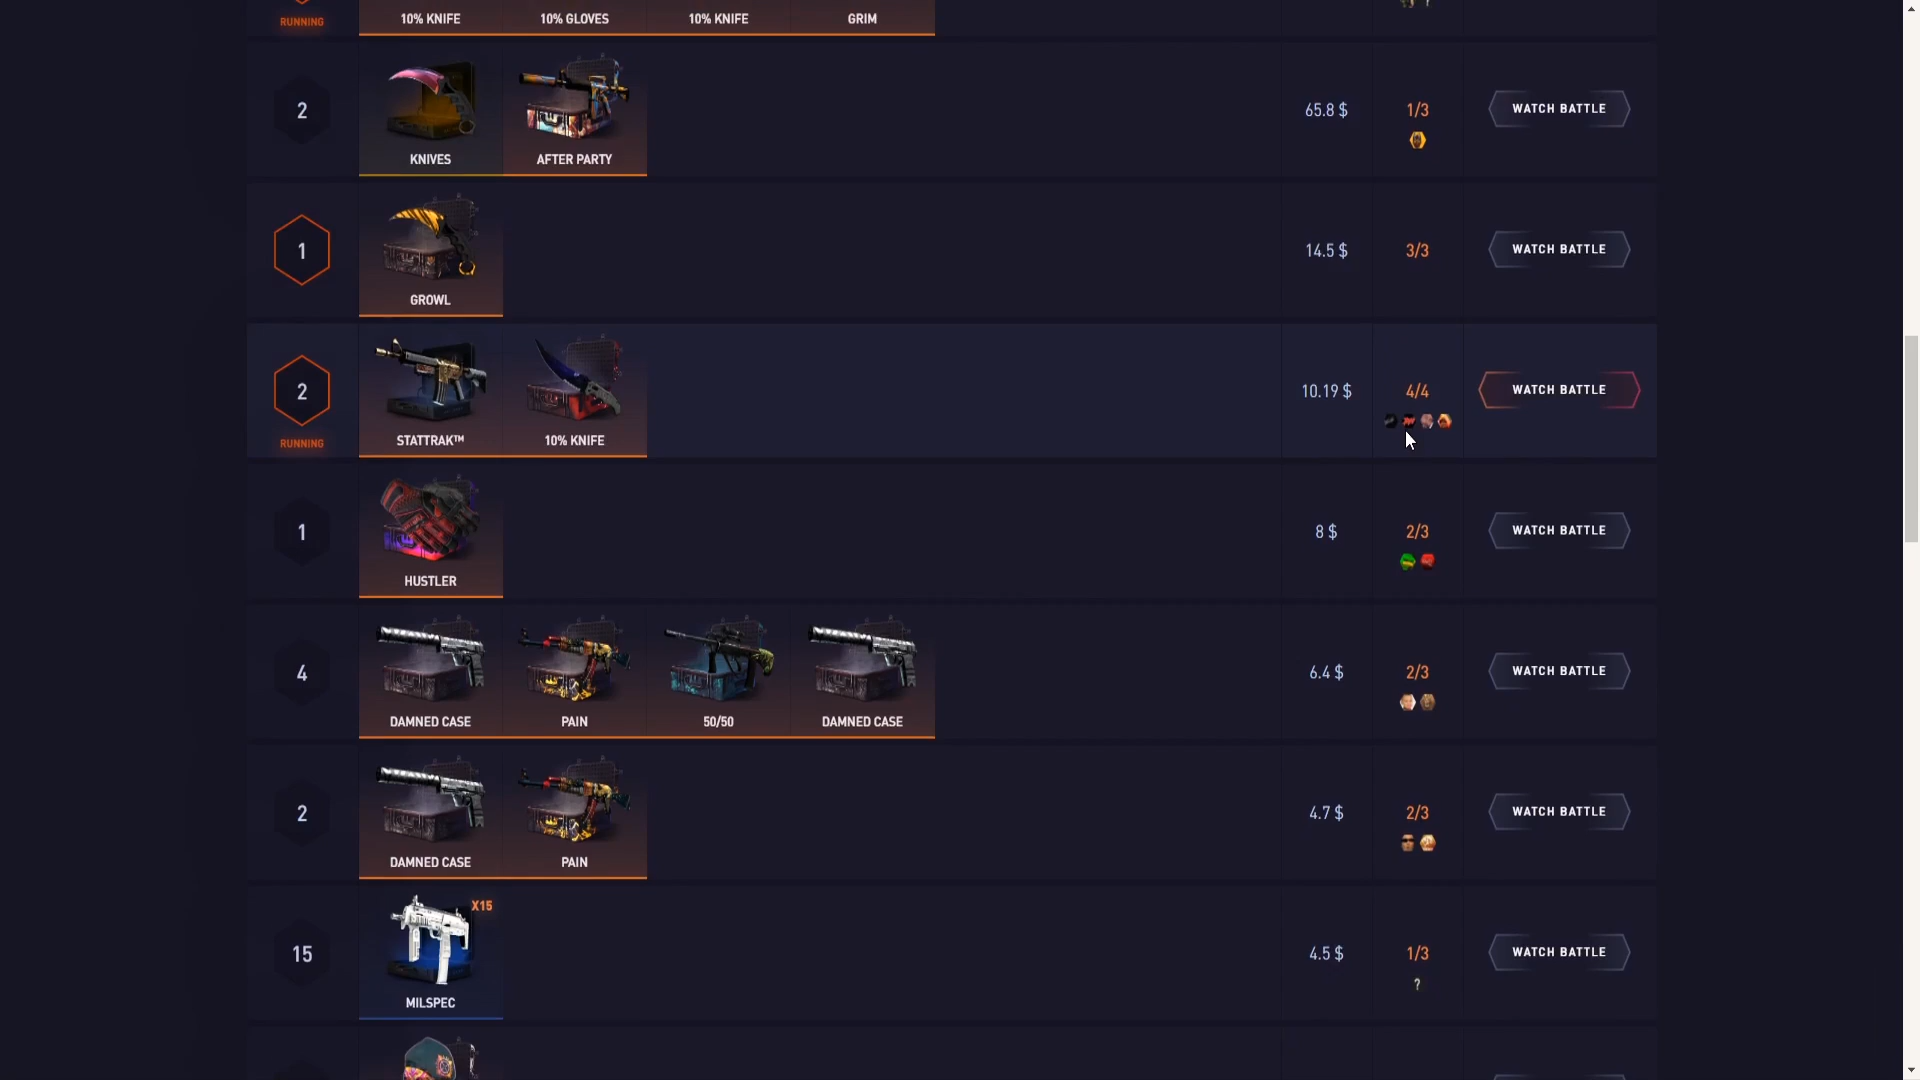 RUNNING
10% KNIFE 10% GLOVES 10% KNIFE GRIM
2
KNIVES AFTER PARTY
65.8 $ 1/3 WATCH BATTLE
1
GROWL
14.5 $ 3/3 WATCH BATTLE
2
RUNNING
STATTRAK™ 10% KNIFE
10.19 $ 4/4 WATCH BATTLE
1
HUSTLER
8 $ 2/3 WATCH BATTLE
4
DAMNED CASE PAIN 50/50 DAMNED CASE
6.4 $ 2/3 WATCH BATTLE
2
DAMNED CASE PAIN
4.7 $ 2/3 WATCH BATTLE
15
X15
MILSPEC
4.5 $ 1/3 WATCH BATTLE
?